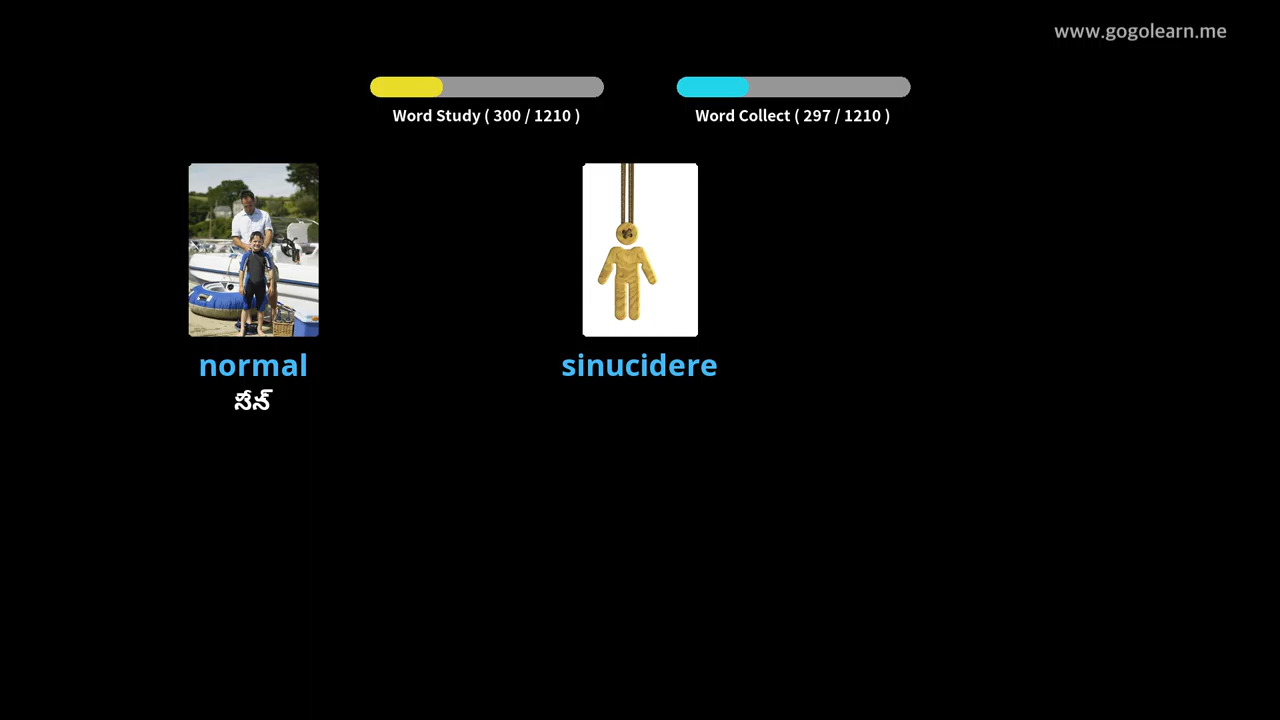 www.gogolearn.me
Word Study ( 300 / 1210 )
Word Collect ( 297 / 1210 )
normal
సేన్
sinucidere